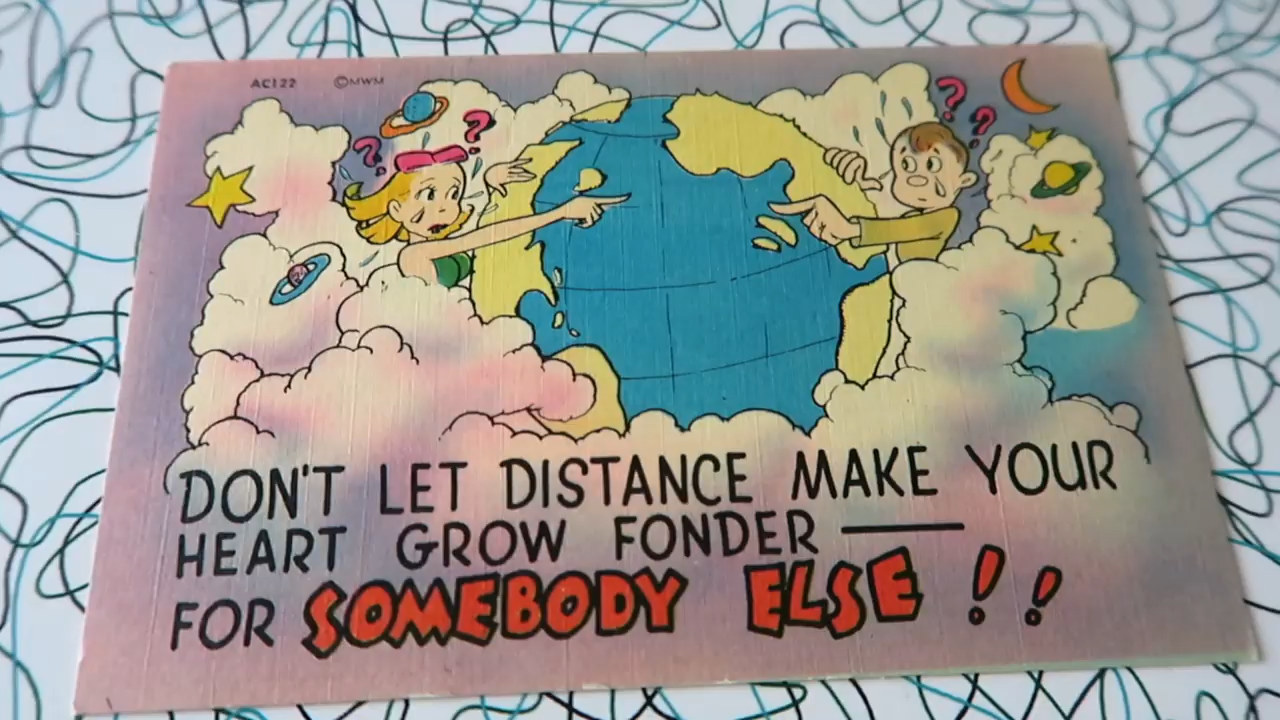 AC122 ©MWM
? ? ? ?
DON'T LET DISTANCE MAKE YOUR
HEART GROW FONDER —
FOR SOMEBODY ELSE!!